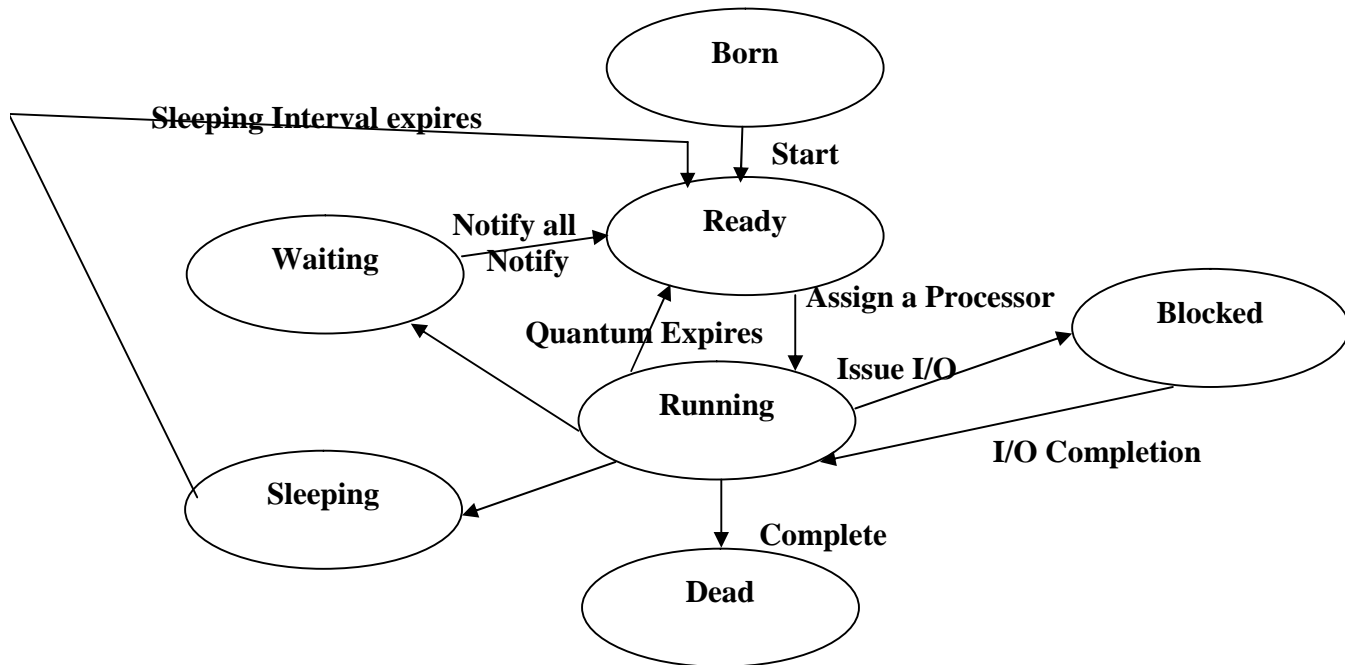 Born
Sleeping Interval expires
Start
Ready
Notify all
Notify
Waiting
Assign a Processor
Blocked
Quantum Expires
Issue I/O
Running
I/O Completion
Sleeping
Complete
Dead